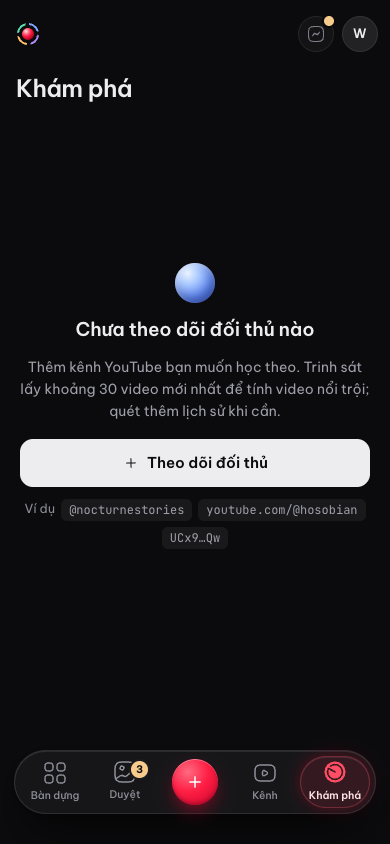 W
Khám phá
Chưa theo dõi đối thủ nào
Thêm kênh YouTube bạn muốn học theo. Trinh sát
lấy khoảng 30 video mới nhất để tính video nổi trội;
quét thêm lịch sử khi cần.
+ Theo dõi đối thủ
Ví dụ @nocturnestories youtube.com/@hosobian
UCx9…Qw
3
Bàn dựng Duyệt Kênh Khám phá